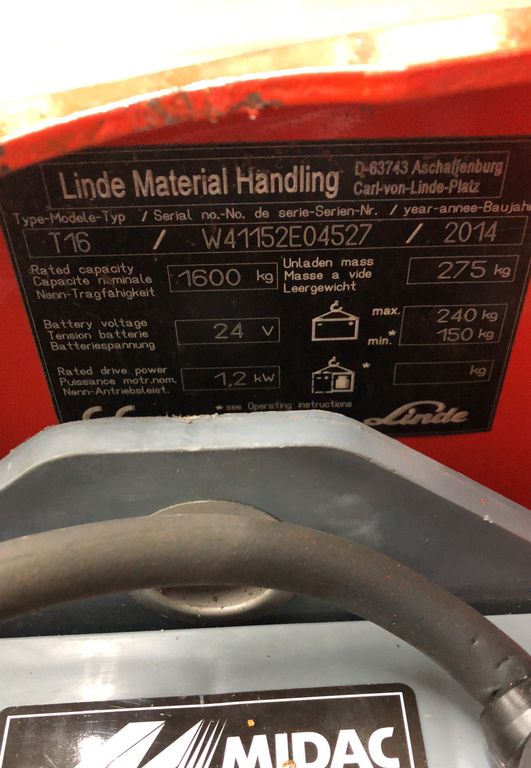 Linde Material Handling
D-63743 Aschaffenburg
Carl-von-Linde-Platz
Type-Modele-Typ / Serial no.-No. de serie-Serien-Nr. / year-annee-Baujahr
T16 / W41152E04527 / 2014
Rated capacity
Capacite nominale
Nenn-Tragfähigkeit
1600 kg
Unladen mass
Masse a vide
Leergewicht
275 kg
Battery voltage
Tension batterie
Batteriespannung
24 V
max. 240 kg
min.* 150 kg
Rated drive power
Puissance motr.nom.
Nenn-Antriebsleist.
1,2 kW
* kg
* see Operating instructions
Linde
MIDAC